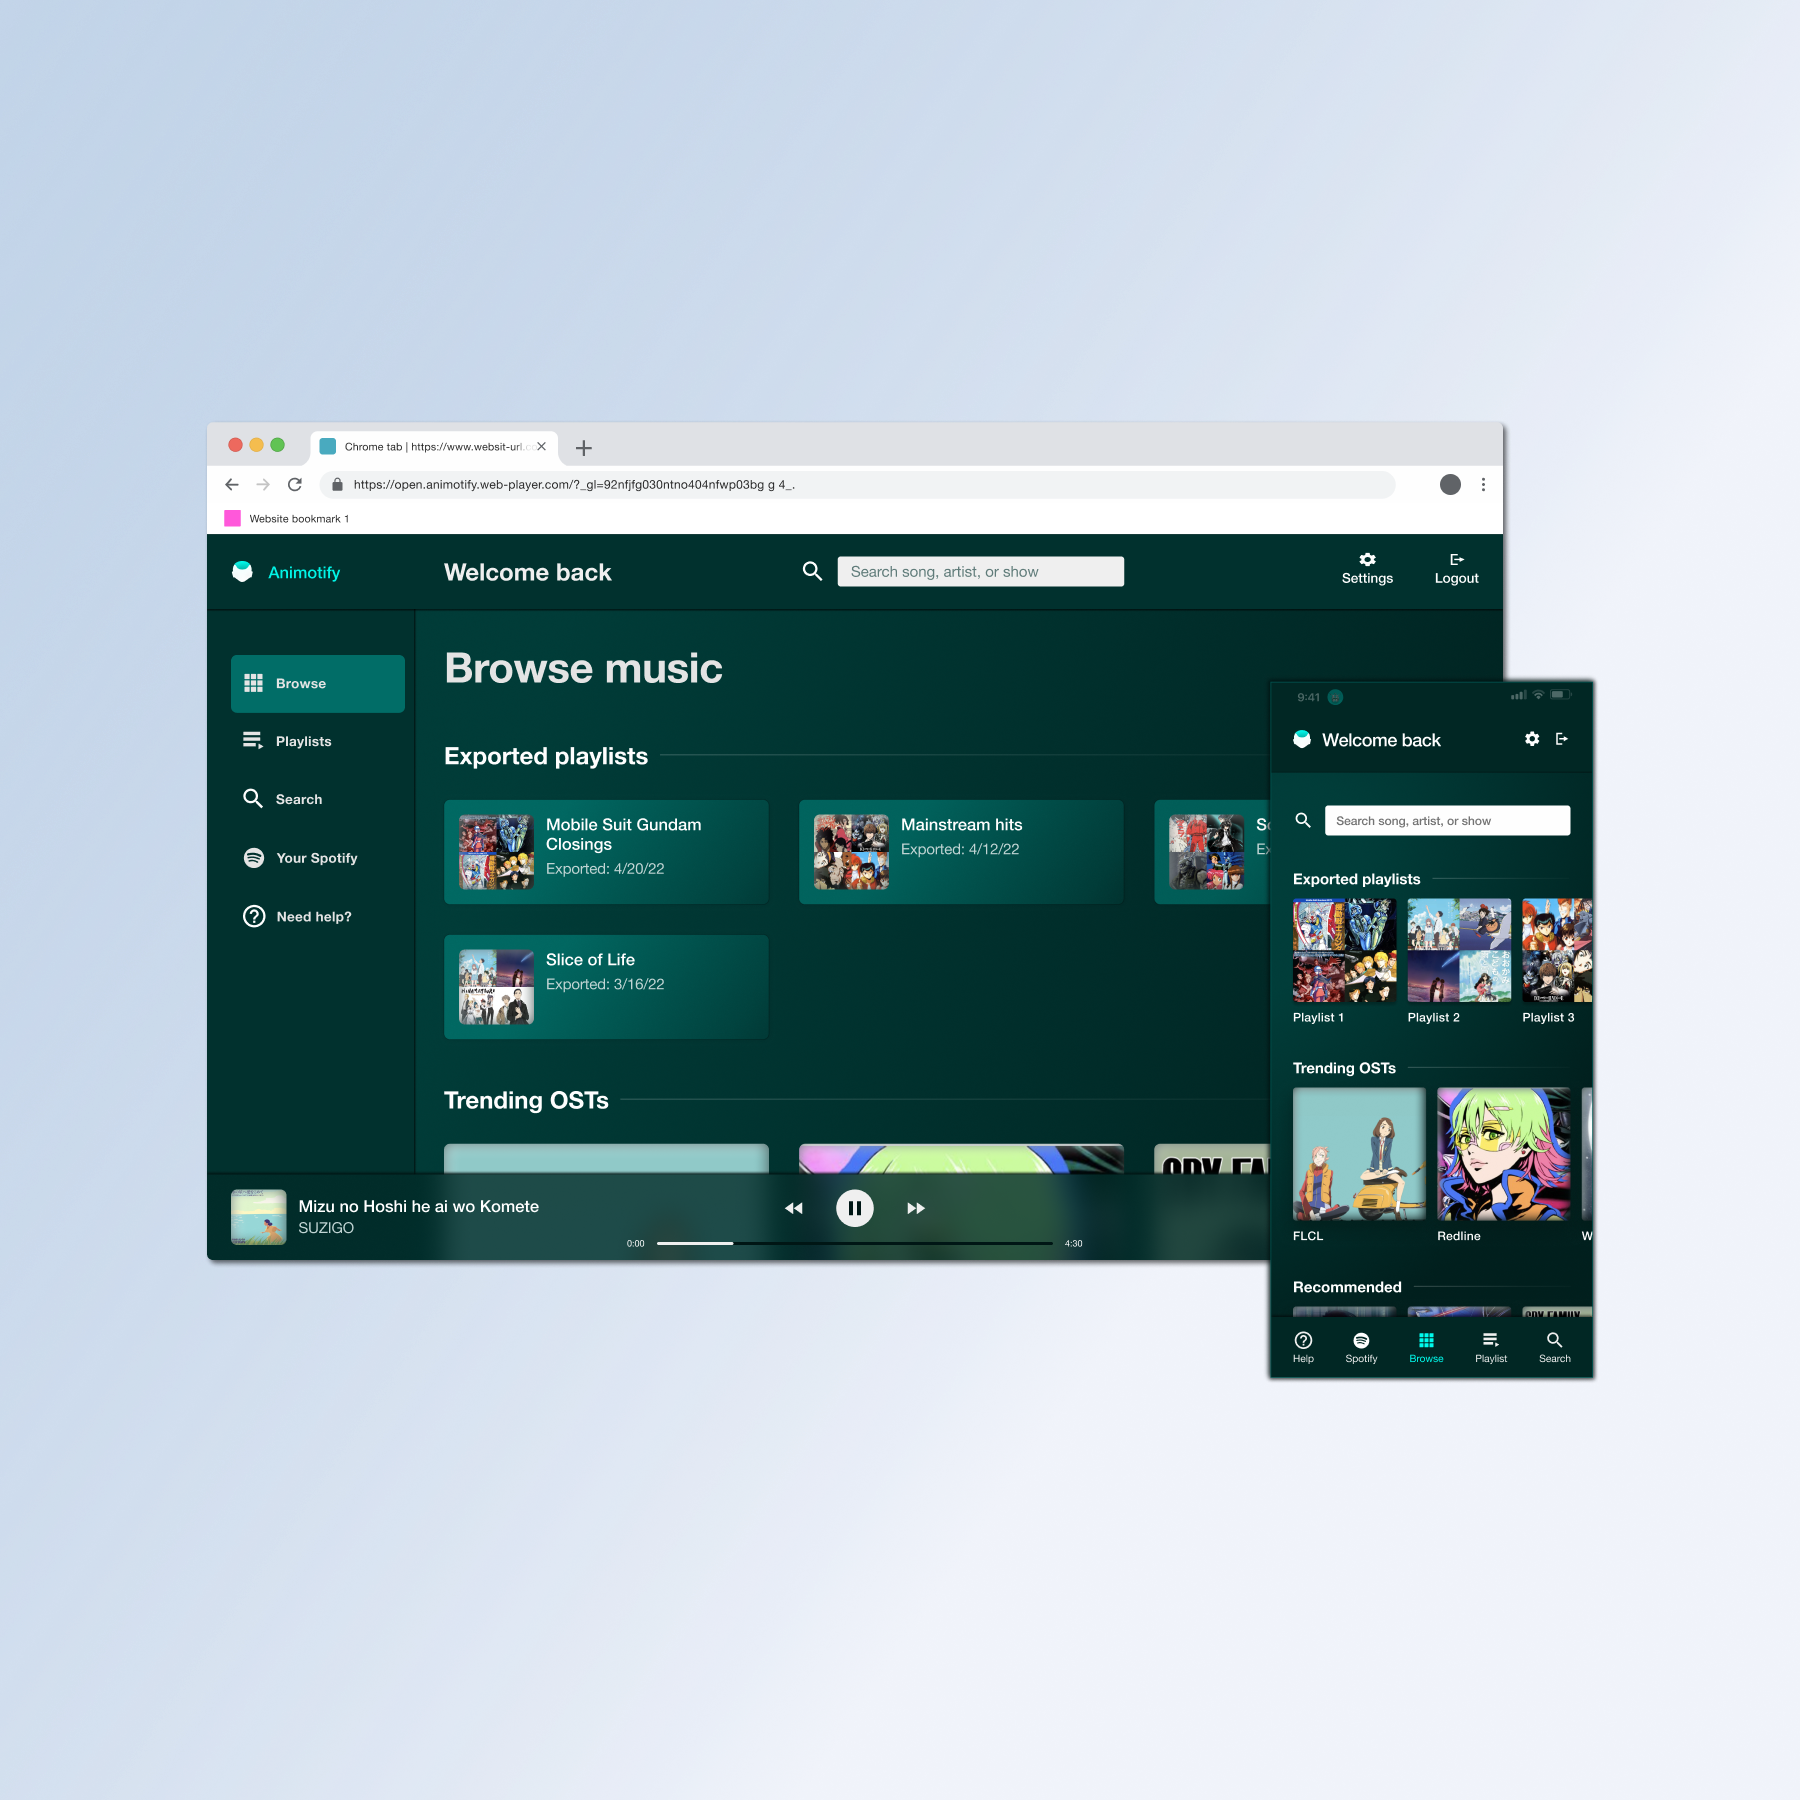 Chrome tab | https://www.websit-url.c
https://open.animotify.web-player.com/?_gl=92nfjfg030ntno404nfwp03bg g 4_.
Website bookmark 1
Animotify
Welcome back
Search song, artist, or show
Settings
Logout
Browse
Playlists
Search
Your Spotify
Need help?
Browse music
Exported playlists
Mobile Suit Gundam
Closings
Exported: 4/20/22
Mainstream hits
Exported: 4/12/22
Slice of Life
Exported: 3/16/22
Trending OSTs
Mizu no Hoshi he ai wo Komete
SUZIGO
0:00
4:30
9:41
Welcome back
Search song, artist, or show
Exported playlists
Playlist 1
Playlist 2
Playlist 3
Trending OSTs
FLCL
Redline
W
Recommended
Help
Spotify
Browse
Playlist
Search